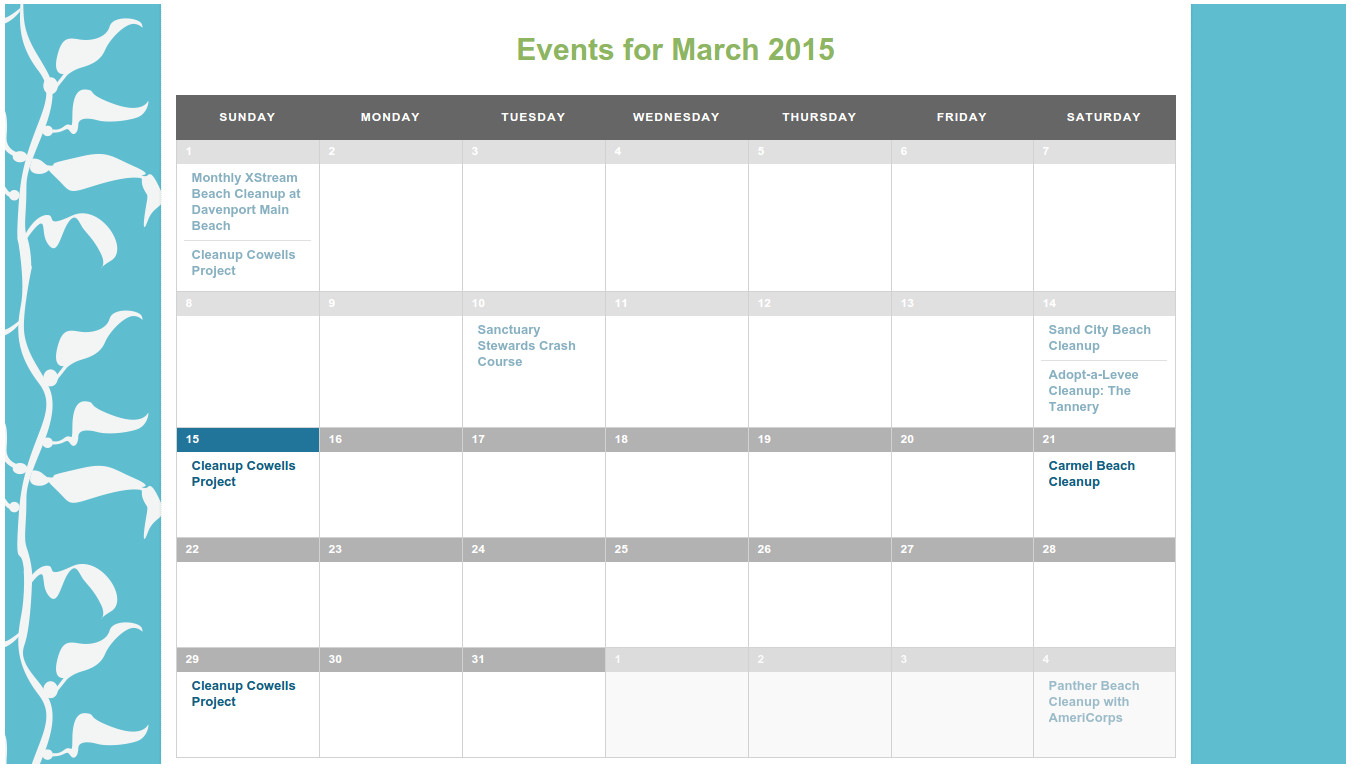 Events for March 2015
SUNDAY MONDAY TUESDAY WEDNESDAY THURSDAY FRIDAY SATURDAY
1 2 3 4 5 6 7
Monthly XStream
Beach Cleanup at
Davenport Main
Beach
Cleanup Cowells
Project
8 9 10 11 12 13 14
Sanctuary
Stewards Crash
Course
Sand City Beach
Cleanup
Adopt-a-Levee
Cleanup: The
Tannery
15 16 17 18 19 20 21
Cleanup Cowells
Project
Carmel Beach
Cleanup
22 23 24 25 26 27 28
29 30 31 1 2 3 4
Cleanup Cowells
Project
Panther Beach
Cleanup with
AmeriCorps